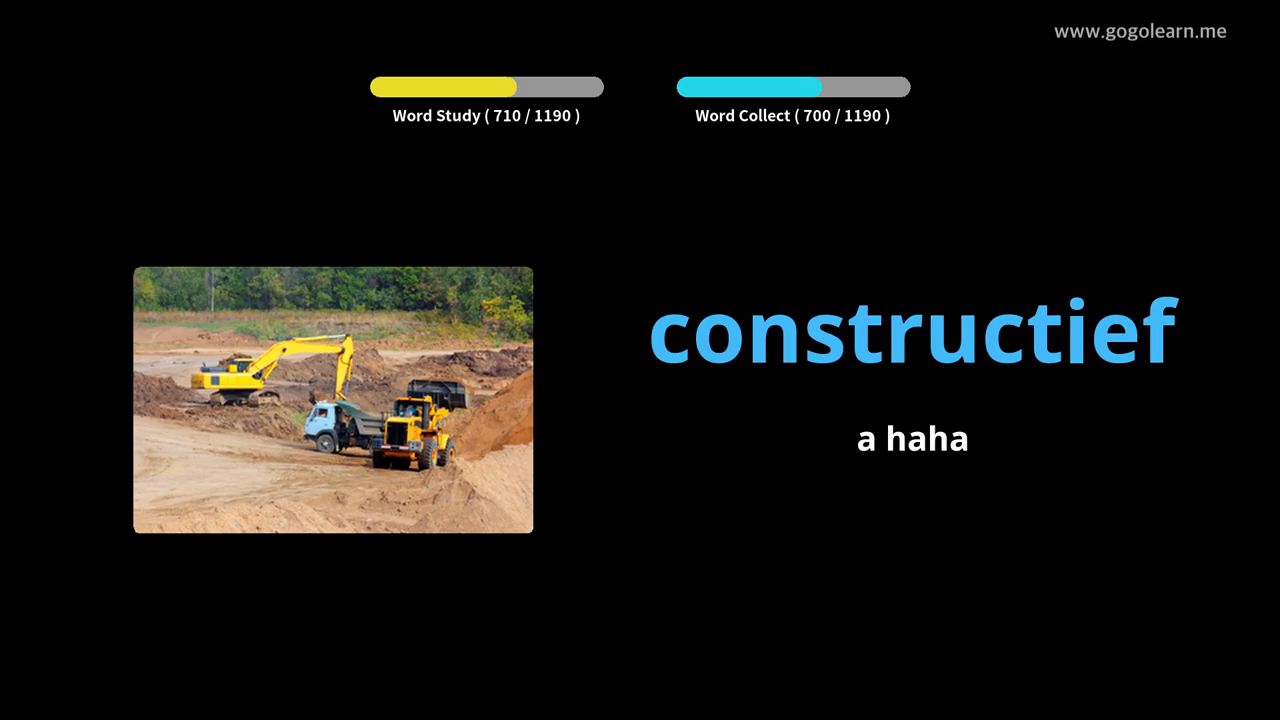 www.gogolearn.me
Word Study ( 710 / 1190 )
Word Collect ( 700 / 1190 )
constructief
a haha